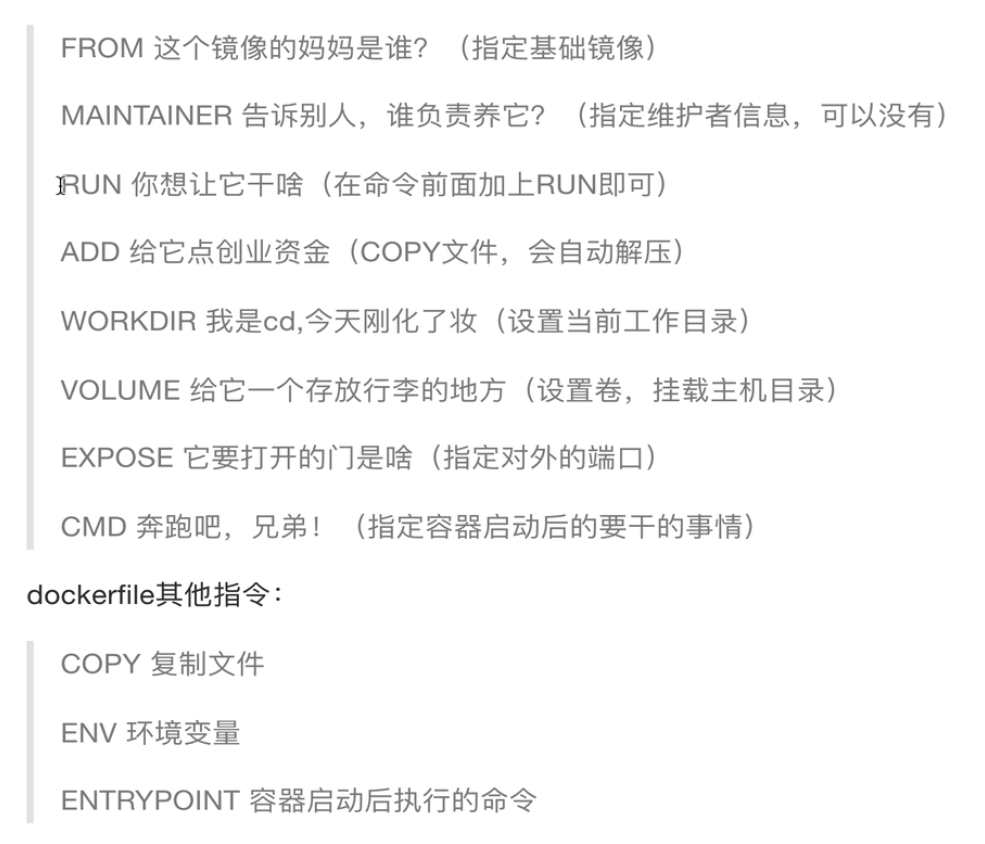 FROM 这个镜像的妈妈是谁？（指定基础镜像）
MAINTAINER 告诉别人，谁负责养它？（指定维护者信息，可以没有）
RUN 你想让它干啥（在命令前面加上RUN即可）
ADD 给它点创业资金（COPY文件，会自动解压）
WORKDIR 我是cd,今天刚化了妆（设置当前工作目录）
VOLUME 给它一个存放行李的地方（设置卷，挂载主机目录）
EXPOSE 它要打开的门是啥（指定对外的端口）
CMD 奔跑吧，兄弟！（指定容器启动后的要干的事情）
dockerfile其他指令：
COPY 复制文件
ENV 环境变量
ENTRYPOINT 容器启动后执行的命令